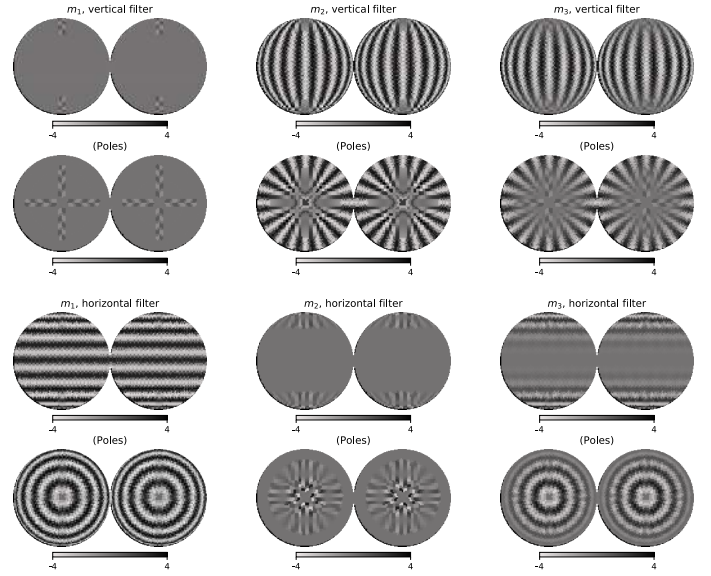 m₁, vertical filter
m₂, vertical filter
m₃, vertical filter
-4 4
-4 4
-4 4
(Poles)
(Poles)
(Poles)
-4 4
-4 4
-4 4
m₁, horizontal filter
m₂, horizontal filter
m₃, horizontal filter
-4 4
-4 4
-4 4
(Poles)
(Poles)
(Poles)
-4 4
-4 4
-4 4